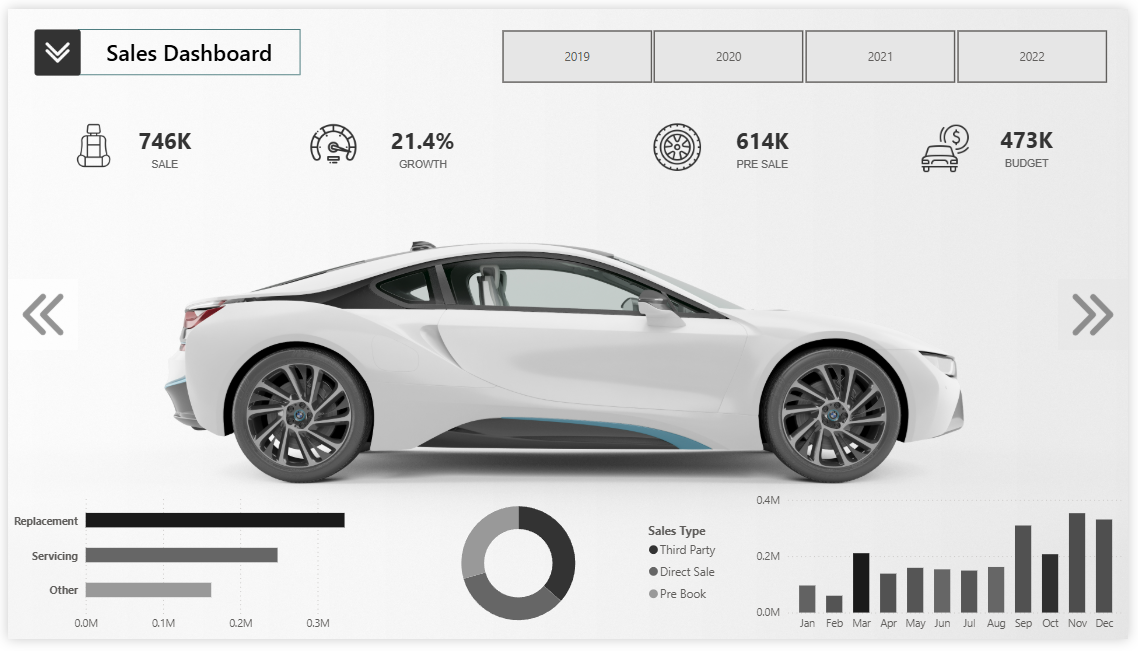 Sales Dashboard
2019
2020
2021
2022
746K
SALE
21.4%
GROWTH
614K
PRE SALE
473K
BUDGET
Replacement
Servicing
Other
0.0M 0.1M 0.2M 0.3M
Sales Type
Third Party
Direct Sale
Pre Book
0.4M
0.2M
0.0M
Jan Feb Mar Apr May Jun Jul Aug Sep Oct Nov Dec